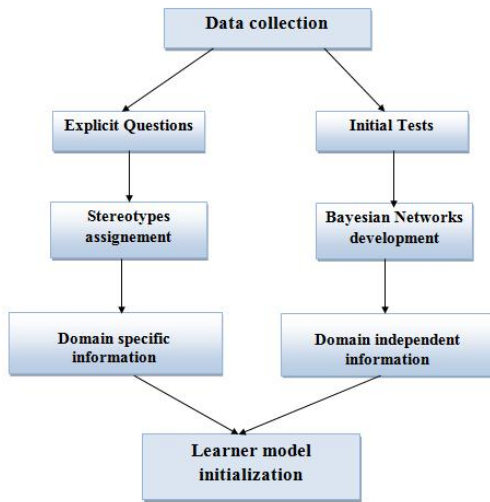 Data collection
Explicit Questions
Initial Tests
Stereotypes
assignement
Bayesian Networks
development
Domain specific
information
Domain independent
information
Learner model
initialization